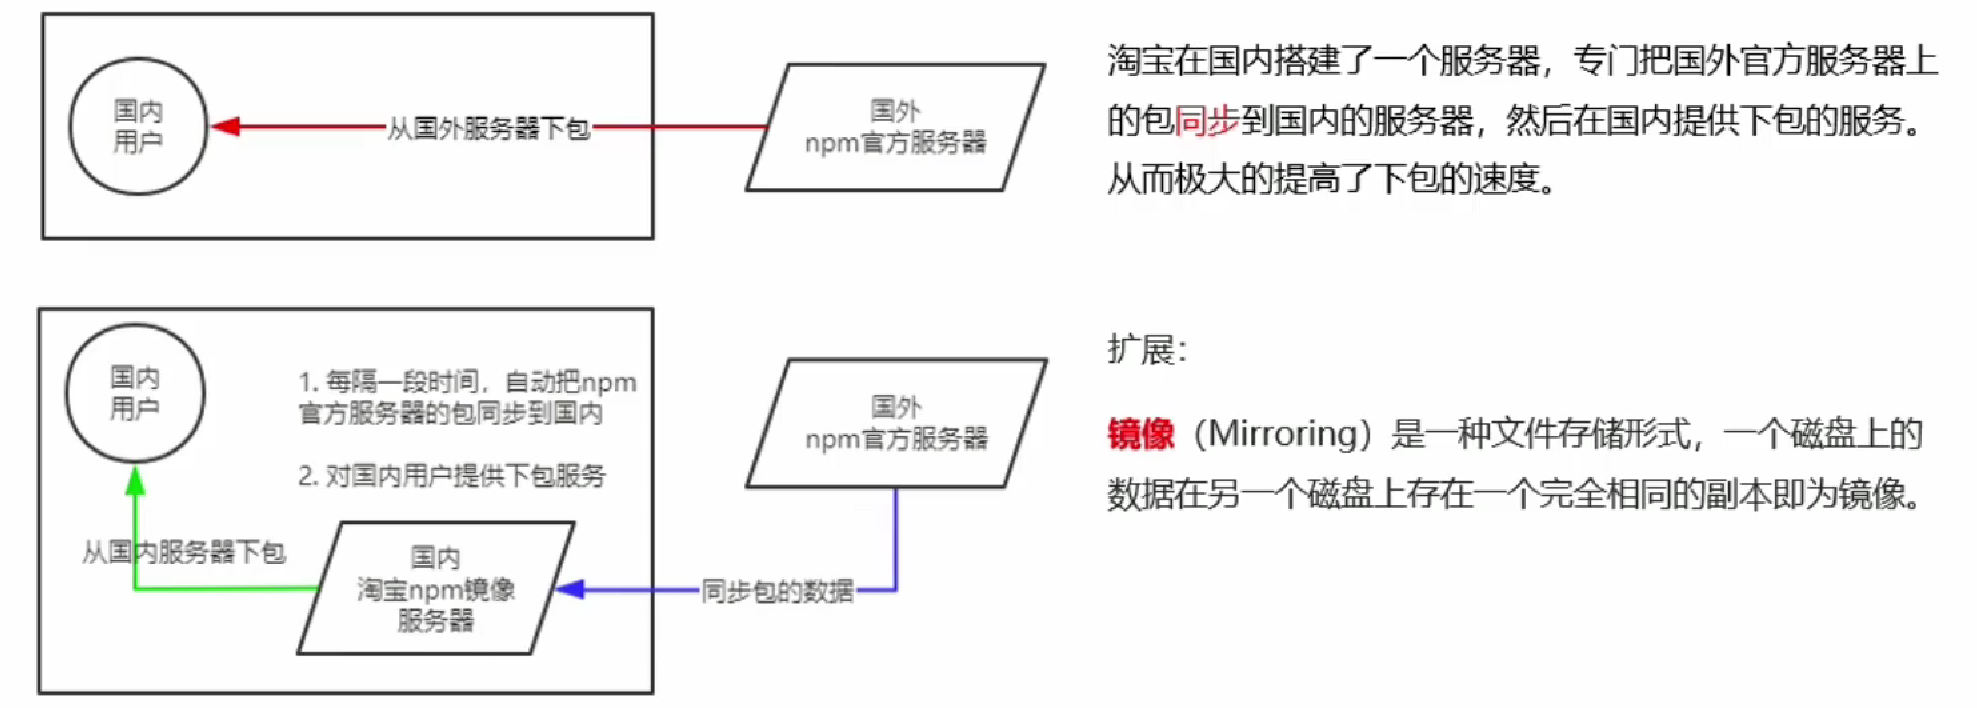 国内
用户
从国外服务器下包
国外
npm官方服务器
淘宝在国内搭建了一个服务器，专门把国外官方服务器上
的包同步到国内的服务器，然后在国内提供下包的服务。
从而极大的提高了下包的速度。
国内
用户
1. 每隔一段时间，自动把npm
官方服务器的包同步到国内
2. 对国内用户提供下包服务
从国内服务器下包
国内
淘宝npm镜像
服务器
同步包的数据
国外
npm官方服务器
扩展：
镜像（Mirroring）是一种文件存储形式，一个磁盘上的
数据在另一个磁盘上存在一个完全相同的副本即为镜像。